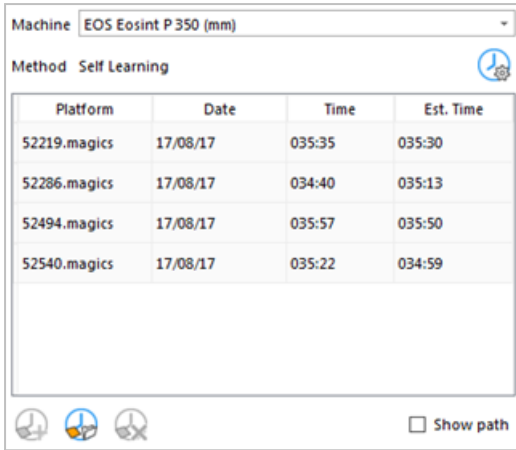 Machine EOS Eosint P 350 (mm)
Method Self Learning
Platform Date Time Est. Time
52219.magics 17/08/17 035:35 035:30
52286.magics 17/08/17 034:40 035:13
52494.magics 17/08/17 035:57 035:50
52540.magics 17/08/17 035:22 034:59
Show path